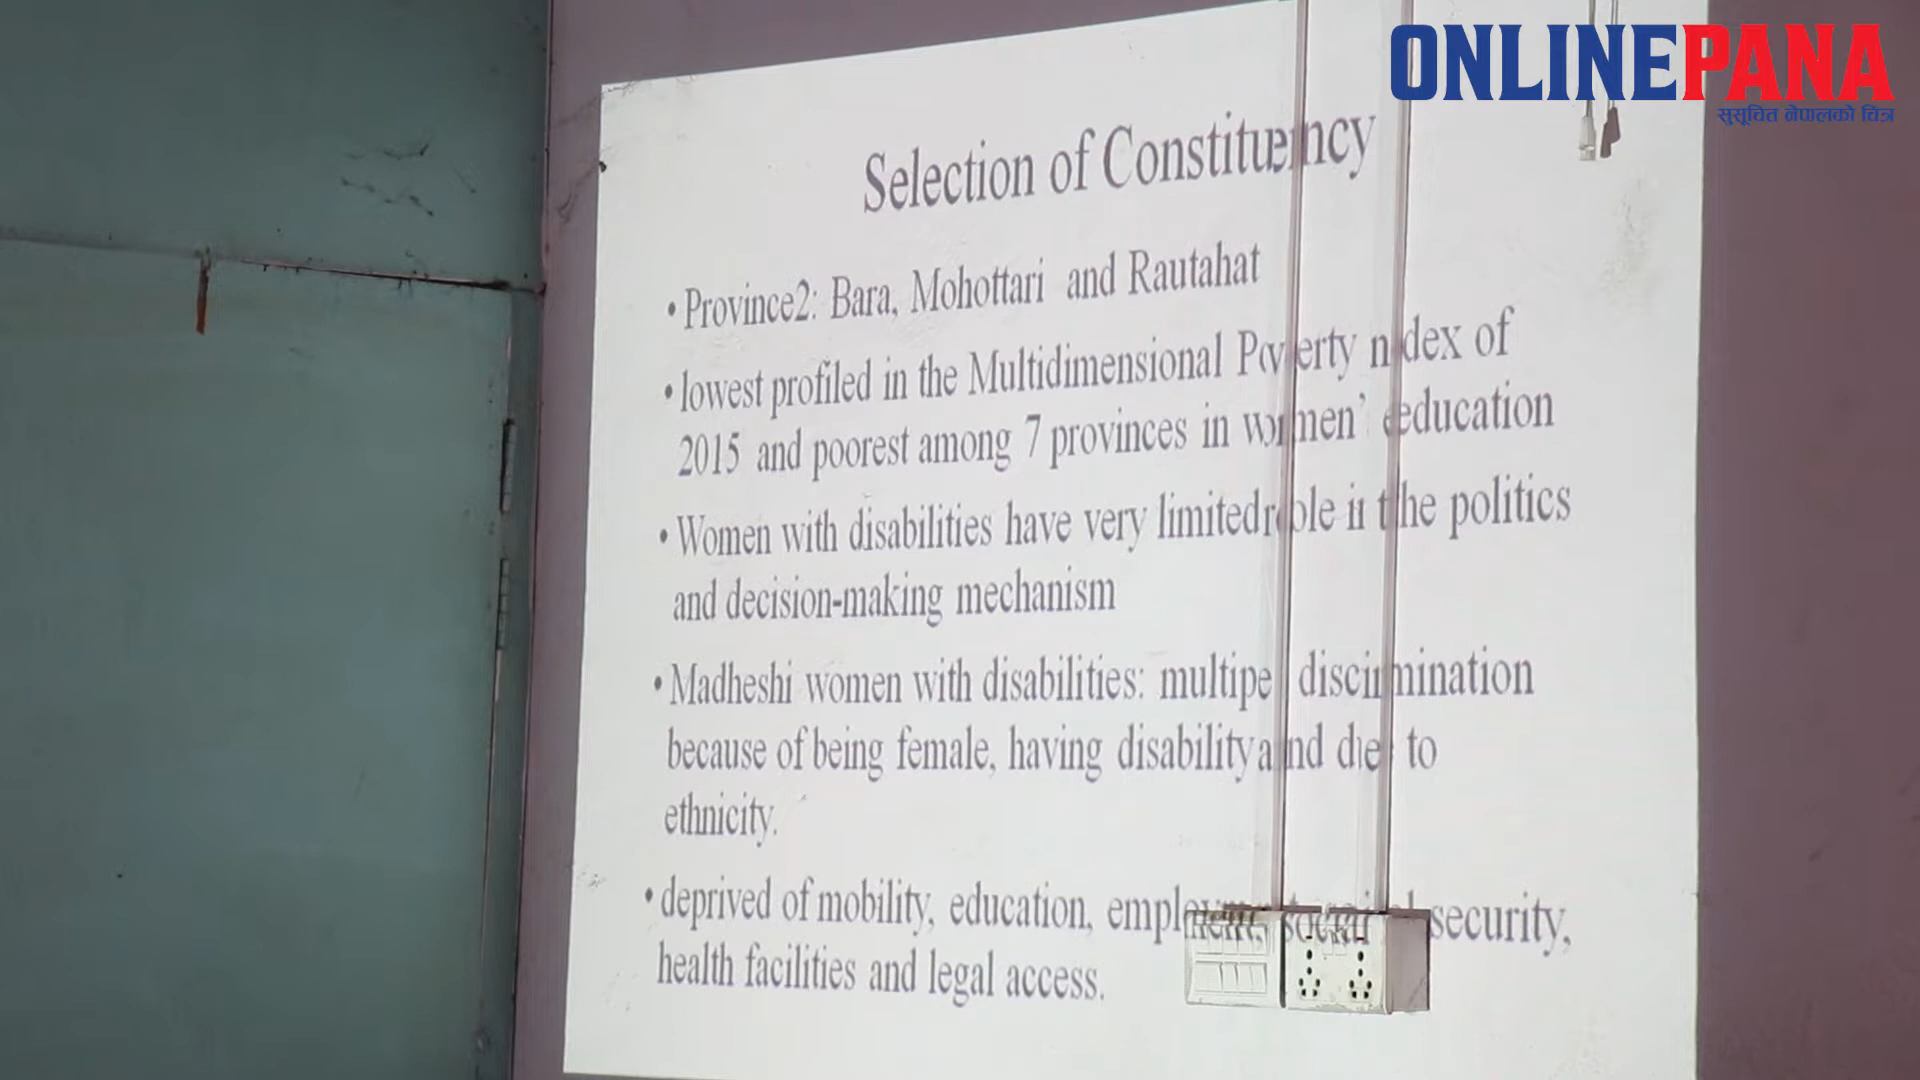 ONLINEPANA
सुसूचित नेपालको चित्र
Selection of Constituency
• Province2: Bara, Mohottari and Rautahat
• lowest profiled in the Multidimensional Poverty ndex of
2015 and poorest among 7 provinces in women' education
• Women with disabilities have very limited role in the politics
and decision-making mechanism
• Madheshi women with disabilities: multipe discimination
because of being female, having disability and due to
ethnicity.
• deprived of mobility, education, social security,
health facilities and legal access.